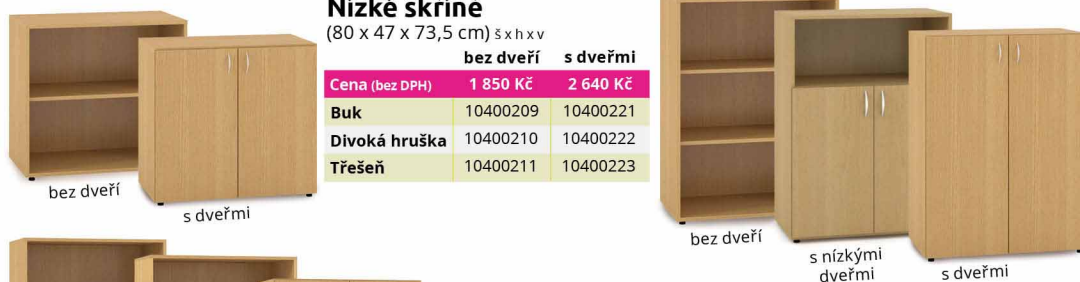 Nízké skříně
(80 x 47 x 73,5 cm) š x h x v
bez dveří s dveřmi
Cena (bez DPH) 1 850 Kč 2 640 Kč
Buk 10400209 10400221
Divoká hruška 10400210 10400222
Třešeň 10400211 10400223
bez dveří
s dveřmi
bez dveří
s nízkými
dveřmi
s dveřmi